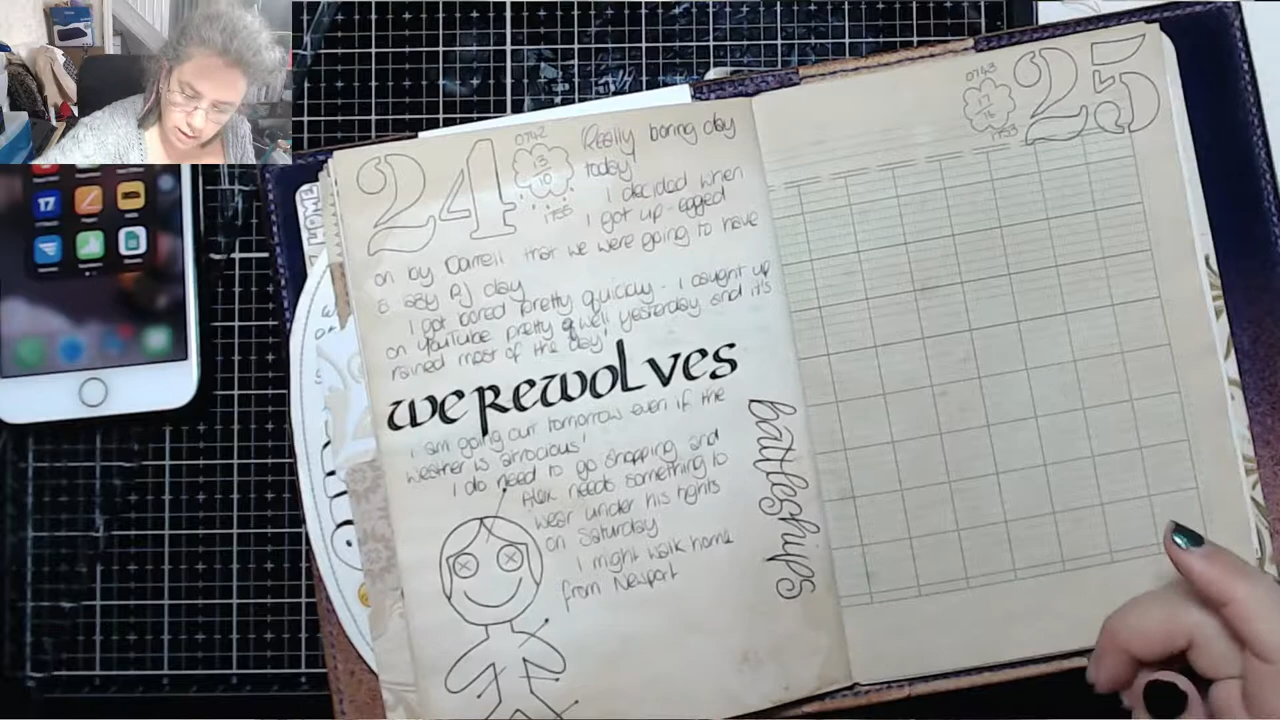 24
0742
13
10
1755
Really boring day
today!
I decided when
I got up - egged
on by Darrell that we were going to have
a lazy PJ day
I got bored pretty quickly - I caught up
on YouTube pretty well yesterday and it's
rained most of the day!
werewolves
I am going out tomorrow even if the
weather is atrocious!
I do need to go shopping and
Alex needs something to
wear under his tights
on Saturday
I might walk home
from Newport
battleships
0743
17
16
1753
25
17